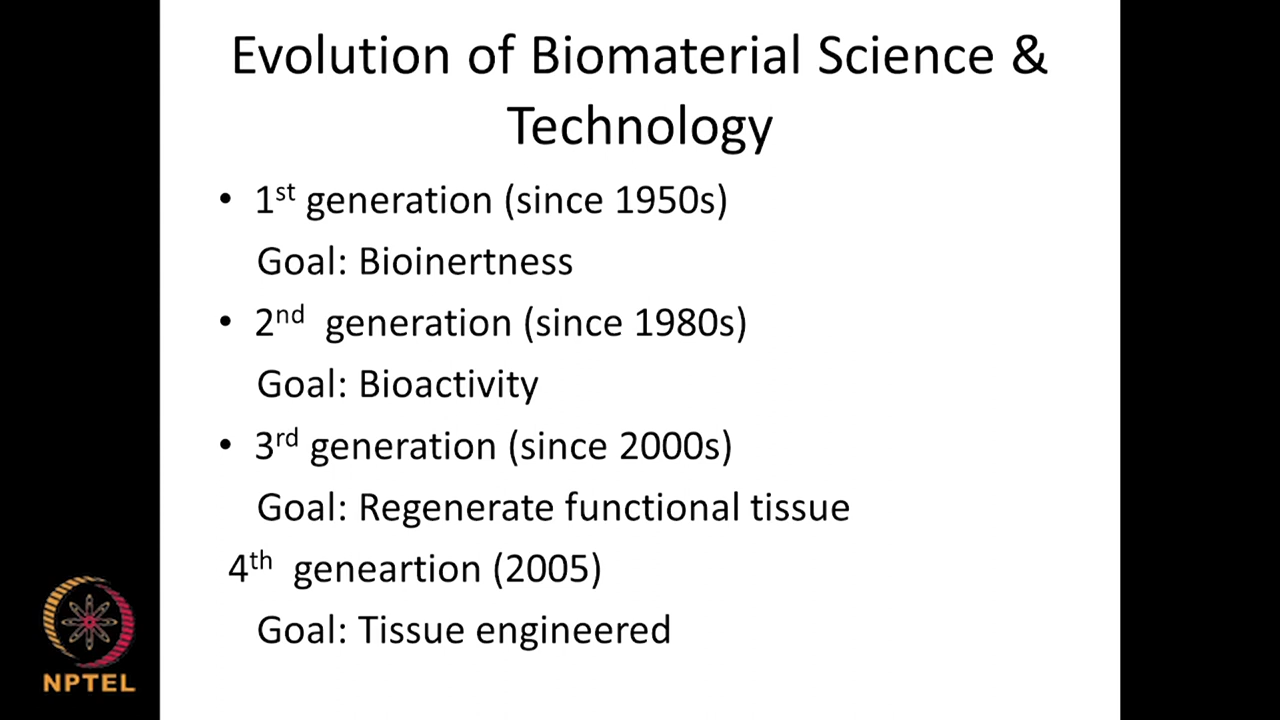 Evolution of Biomaterial Science &
Technology
• 1st generation (since 1950s)
Goal: Bioinertness
• 2nd generation (since 1980s)
Goal: Bioactivity
• 3rd generation (since 2000s)
Goal: Regenerate functional tissue
4th geneartion (2005)
Goal: Tissue engineered
NPTEL